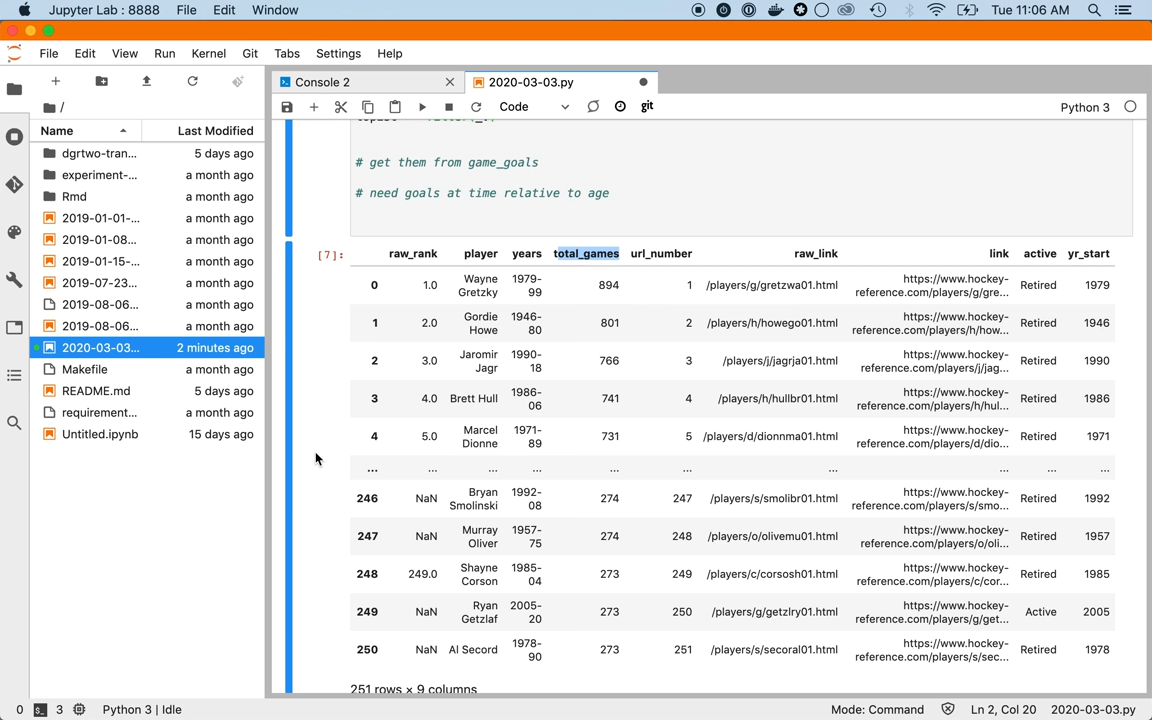 Jupyter Lab : 8888 File Edit Window Tue 11:06 AM
File Edit View Run Kernel Git Tabs Settings Help
Console 2
2020-03-03.py
Code
git
Python 3
/
Name Last Modified
dgrtwo-tran... 5 days ago
experiment-... a month ago
Rmd a month ago
2019-01-01-... a month ago
2019-01-08... a month ago
2019-01-15-... a month ago
2019-07-23... a month ago
2019-08-06... a month ago
2019-08-06... a month ago
2020-03-03... 2 minutes ago
Makefile a month ago
README.md 5 days ago
requirement... a month ago
Untitled.ipynb 15 days ago
# get them from game_goals
# need goals at time relative to age
[7]:
raw_rank player years total_games url_number raw_link link active yr_start
0 1.0 Wayne Gretzky 1979-99 894 1 /players/g/gretzwa01.html https://www.hockey-reference.com/players/g/gre... Retired 1979
1 2.0 Gordie Howe 1946-80 801 2 /players/h/howego01.html https://www.hockey-reference.com/players/h/how... Retired 1946
2 3.0 Jaromir Jagr 1990-18 766 3 /players/j/jagrja01.html https://www.hockey-reference.com/players/j/jag... Retired 1990
3 4.0 Brett Hull 1986-06 741 4 /players/h/hullbr01.html https://www.hockey-reference.com/players/h/hul... Retired 1986
4 5.0 Marcel Dionne 1971-89 731 5 /players/d/dionnma01.html https://www.hockey-reference.com/players/d/dio... Retired 1971
... ... ... ... ... ... ... ... ... ...
246 NaN Bryan Smolinski 1992-08 274 247 /players/s/smolibr01.html https://www.hockey-reference.com/players/s/smo... Retired 1992
247 NaN Murray Oliver 1957-75 274 248 /players/o/olivemu01.html https://www.hockey-reference.com/players/o/oli... Retired 1957
248 249.0 Shayne Corson 1985-04 273 249 /players/c/corsosh01.html https://www.hockey-reference.com/players/c/cor... Retired 1985
249 NaN Ryan Getzlaf 2005-20 273 250 /players/g/getzlry01.html https://www.hockey-reference.com/players/g/get... Active 2005
250 NaN Al Secord 1978-90 273 251 /players/s/secoral01.html https://www.hockey-reference.com/players/s/sec... Retired 1978
251 rows × 9 columns
0 3 Python 3 | Idle Mode: Command Ln 2, Col 20 2020-03-03.py